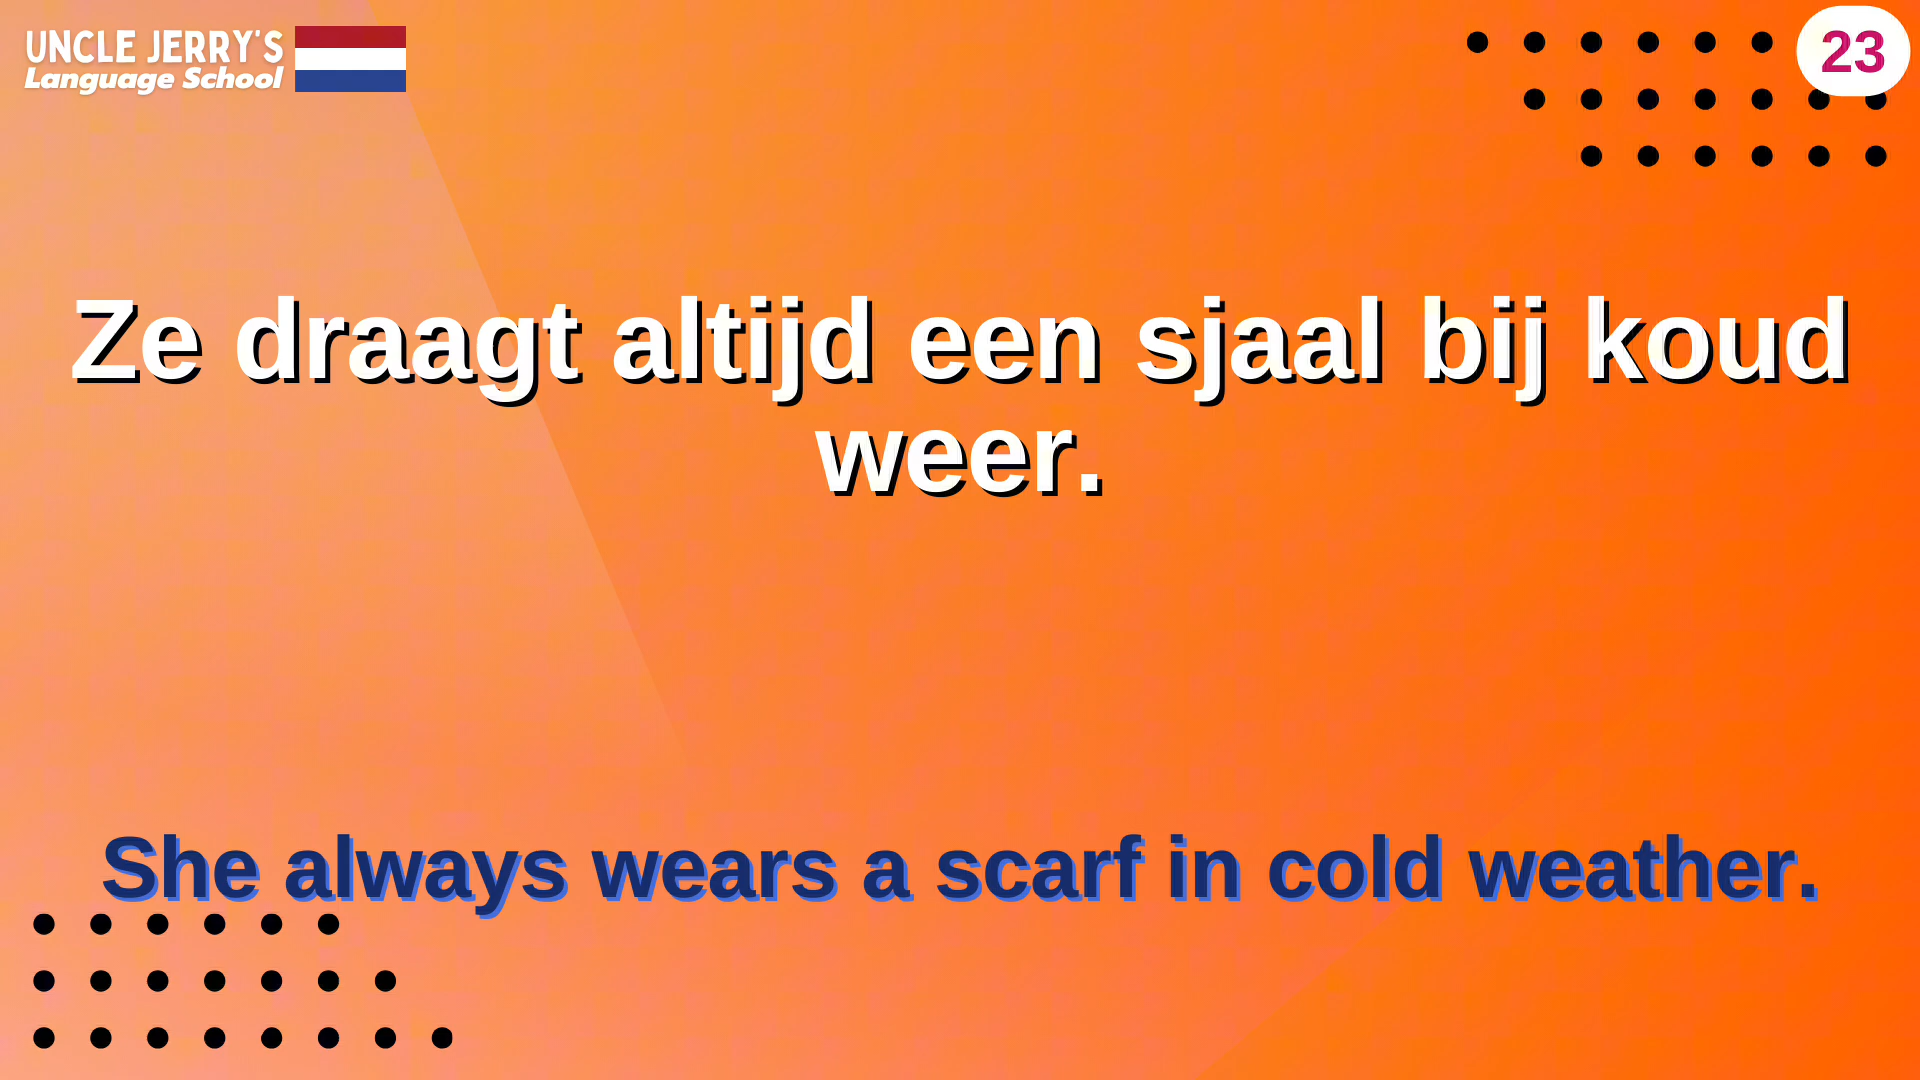 UNCLE JERRY'S
Language School
23
Ze draagt altijd een sjaal bij koud
weer.
She always wears a scarf in cold weather.